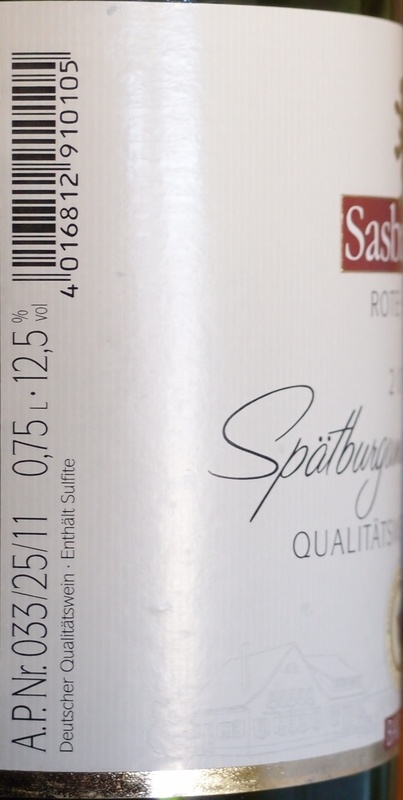 4 016812 910105
A.P.Nr. 033/25/11 0,75 L · 12,5 % vol
Deutscher Qualitätswein · Enthält Sulfite
Sasb
ROTE
2
Spätburgun
QUALITÄTS